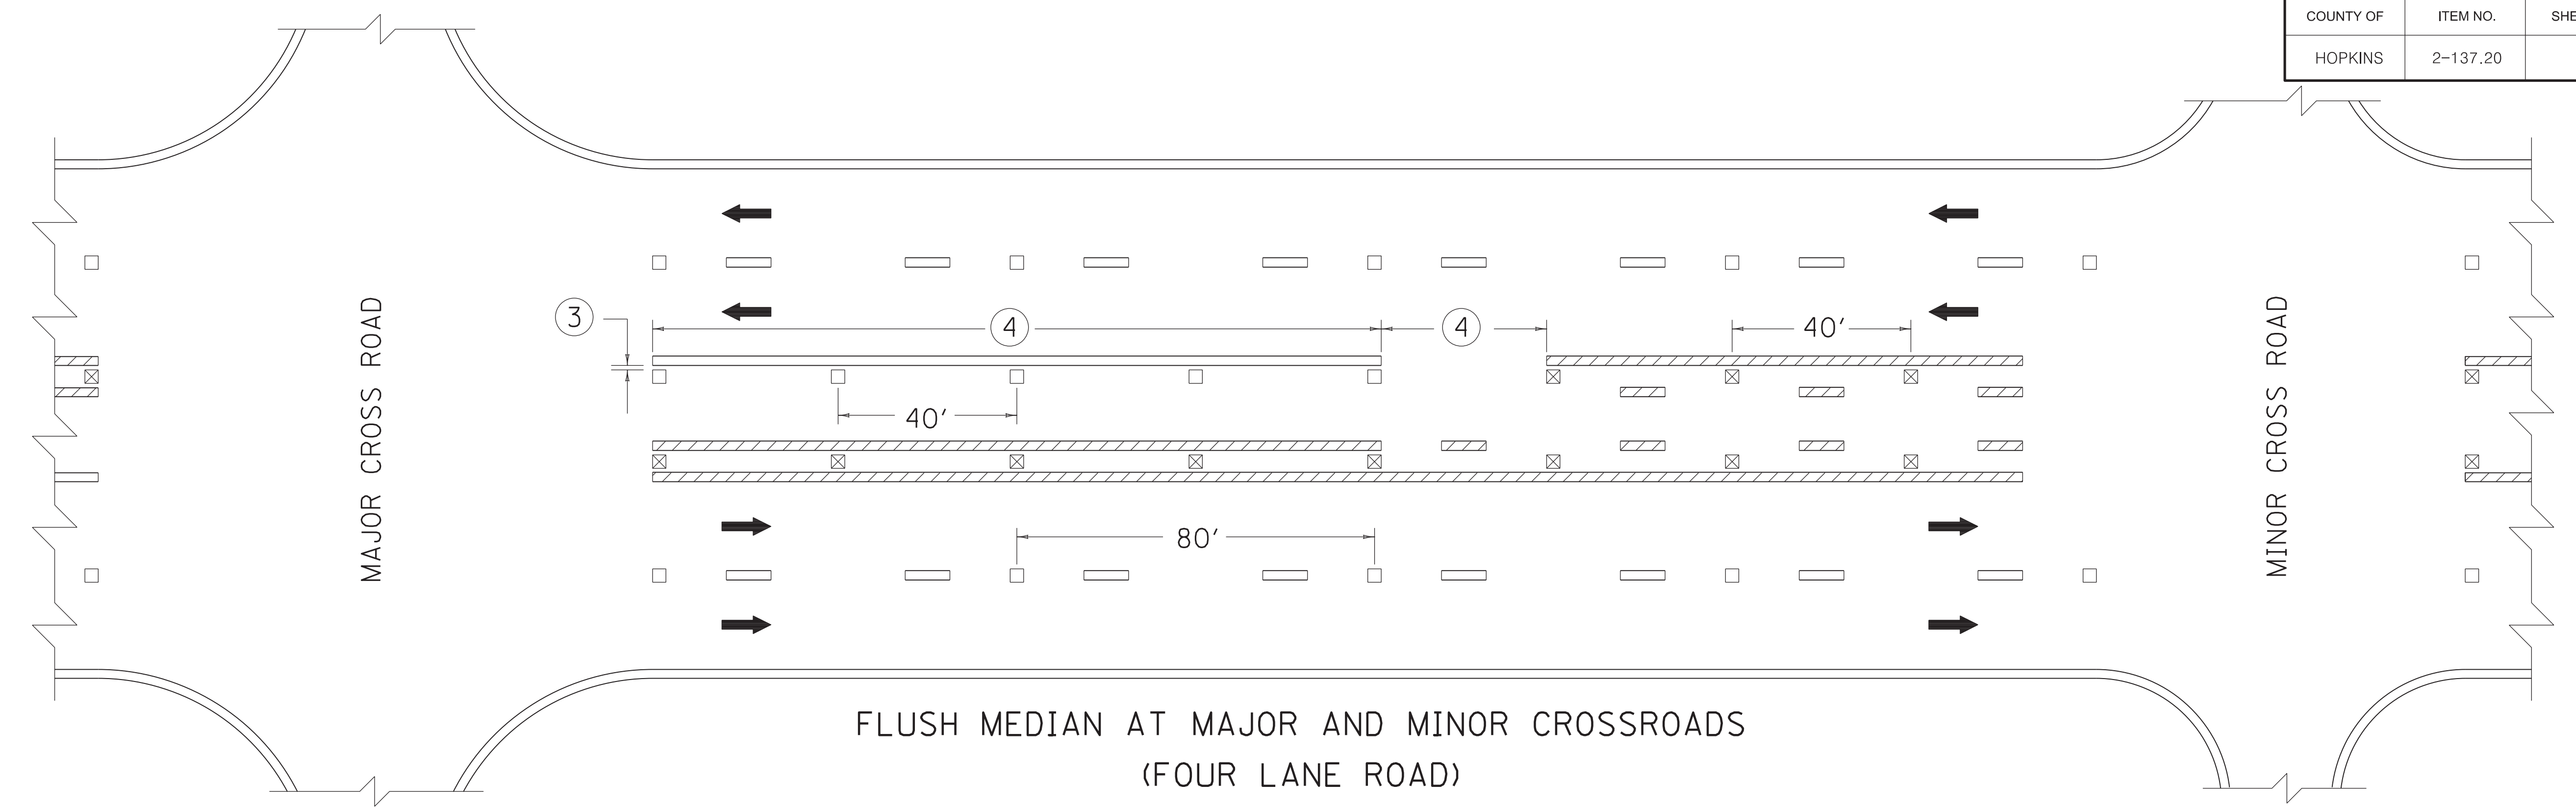 COUNTY OF ITEM NO.
HOPKINS 2-137.20
MAJOR CROSS ROAD
3
4
4
40'
40'
80'
MINOR CROSS ROAD
FLUSH MEDIAN AT MAJOR AND MINOR CROSSROADS
(FOUR LANE ROAD)